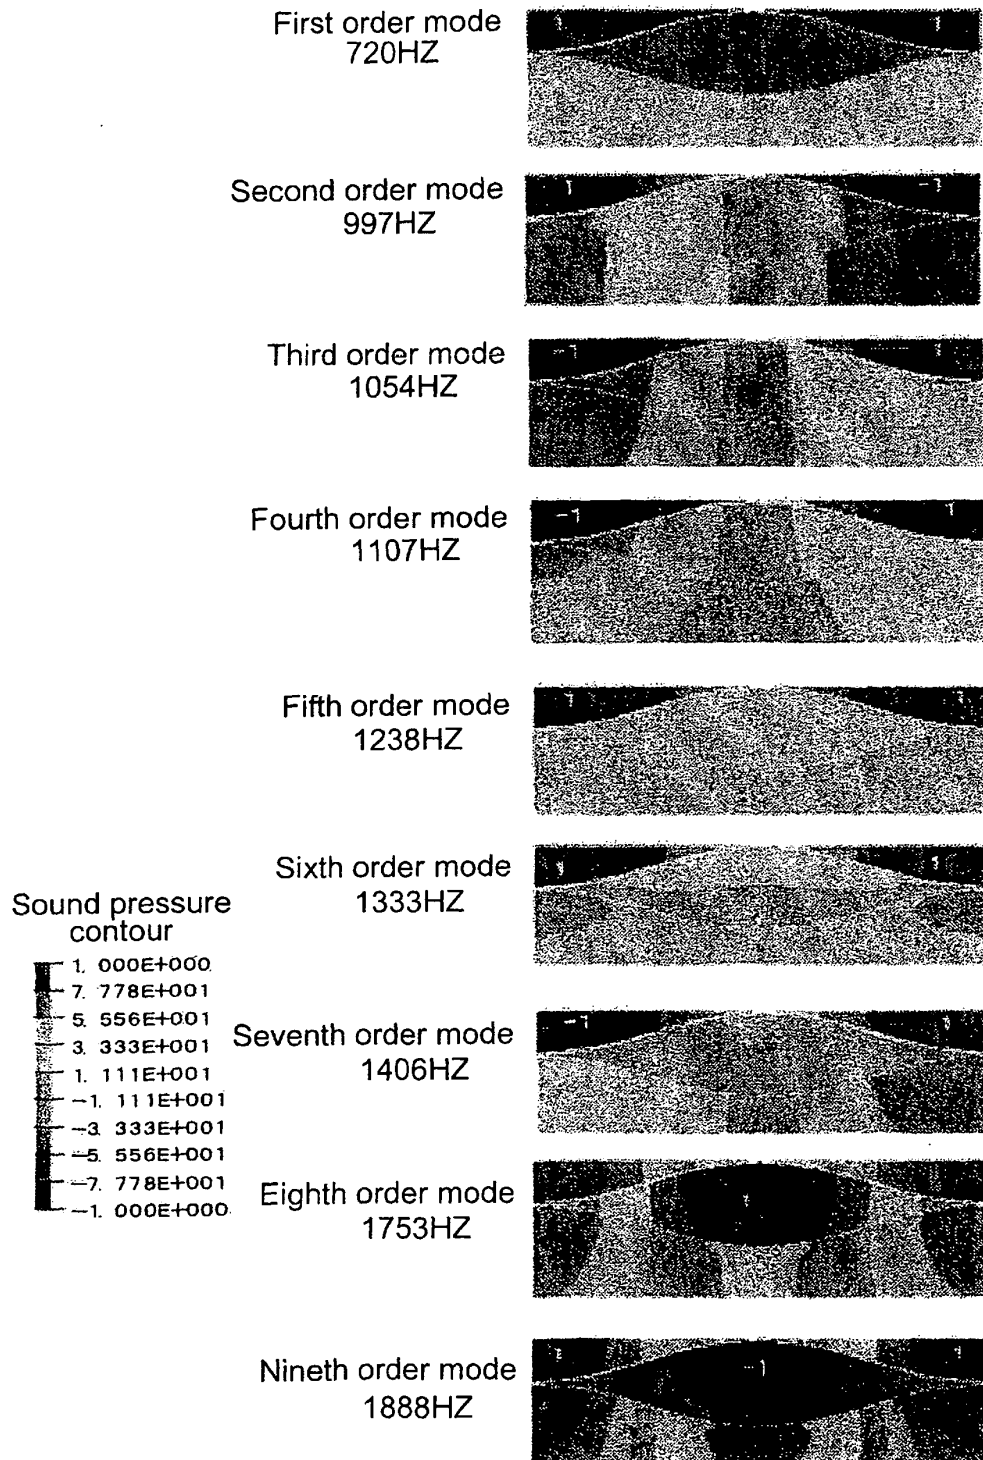 First order mode
720HZ
Second order mode
997HZ
Third order mode
1054HZ
Fourth order mode
1107HZ
Fifth order mode
1238HZ
Sixth order mode
1333HZ
Sound pressure
contour
1. 000E+000
7. 778E+001
5. 556E+001
3. 333E+001
1. 111E+001
-1. 111E+001
-3. 333E+001
-5. 556E+001
-7. 778E+001
-1. 000E+000
Seventh order mode
1406HZ
Eighth order mode
1753HZ
Nineth order mode
1888HZ